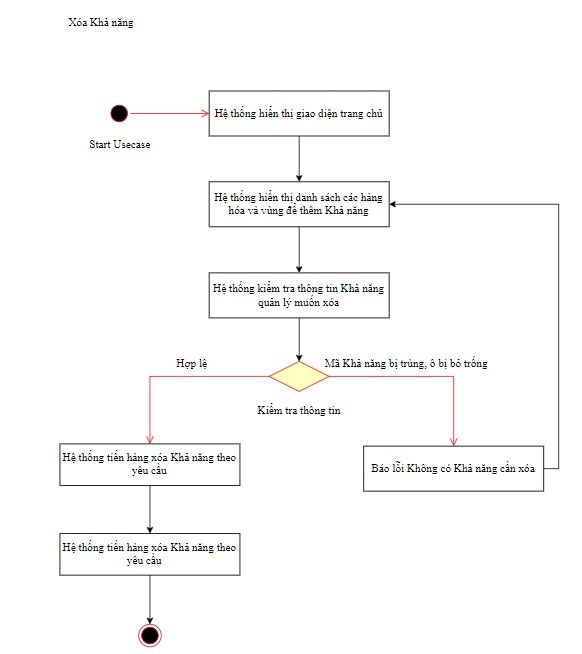 Xóa Khả năng
Hệ thống hiển thị giao diện trang chủ
Start Usecase
Hệ thống hiển thị danh sách các hàng
hóa và vùng để thêm Khả năng
Hệ thống kiểm tra thông tin Khả năng
quản lý muốn xóa
Hợp lệ
Mã Khả năng bị trùng, ô bị bỏ trống
Kiểm tra thông tin
Hệ thống tiến hàng xóa Khả năng theo
yêu cầu
Báo lỗi Không có Khả năng cần xóa
Hệ thống tiến hàng xóa Khả năng theo
yêu cầu